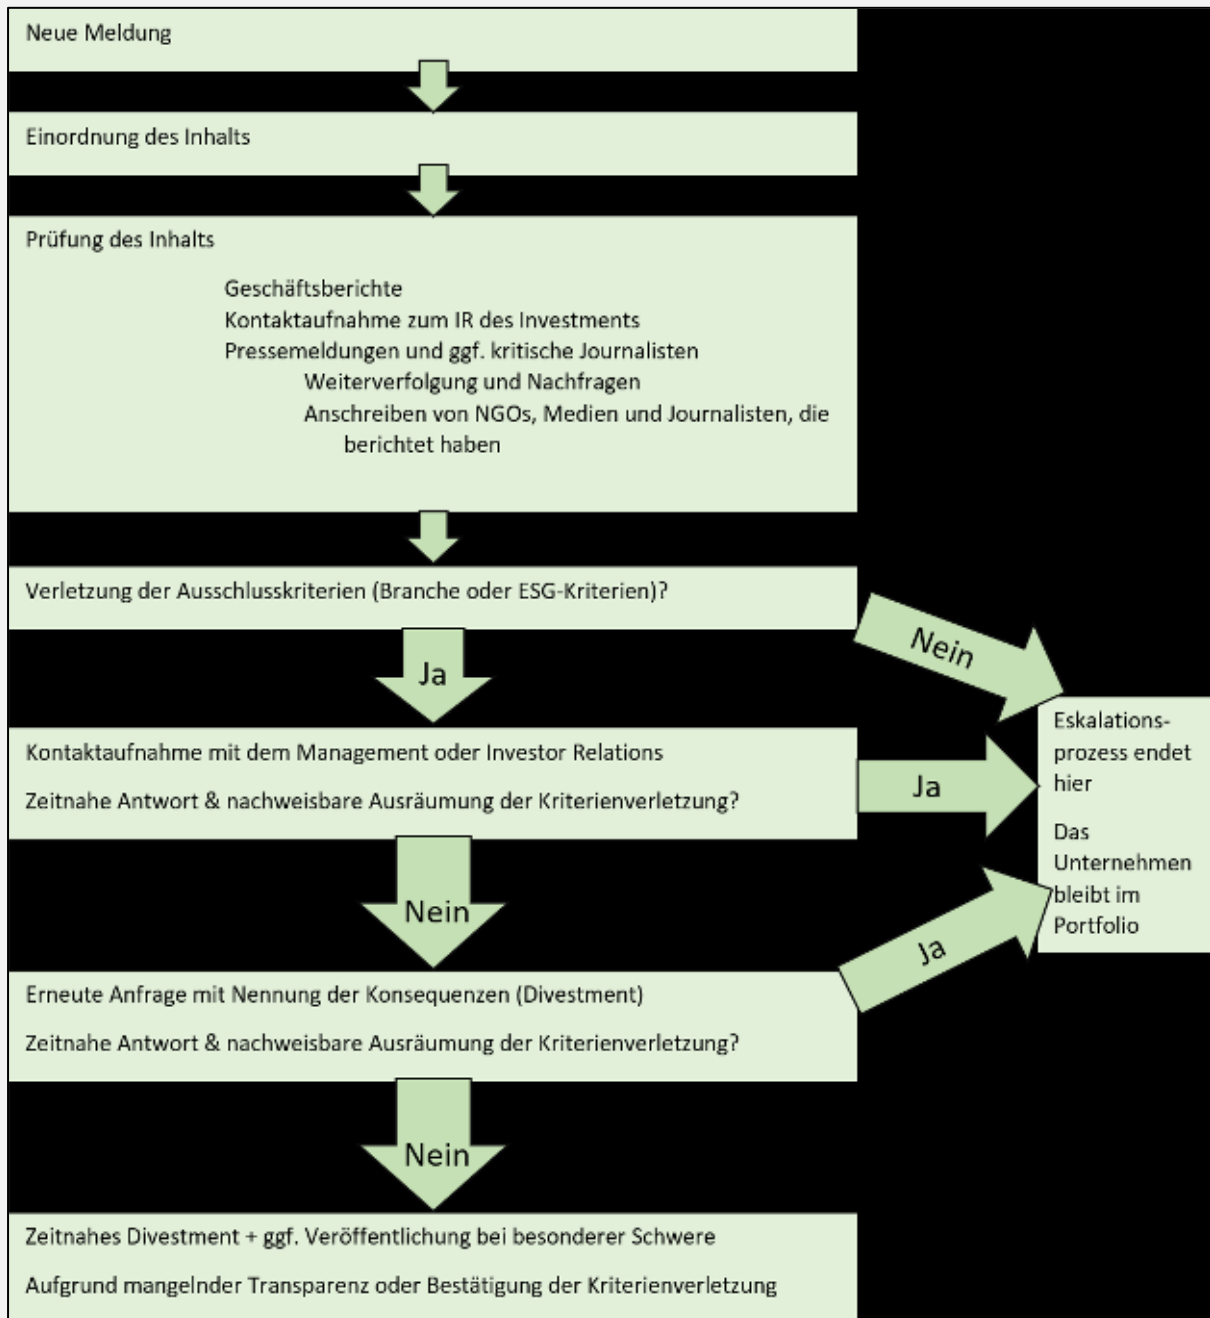 Neue Meldung
Einordnung des Inhalts
Prüfung des Inhalts
Geschäftsberichte
Kontaktaufnahme zum IR des Investments
Pressemeldungen und ggf. kritische Journalisten
Weiterverfolgung und Nachfragen
Anschreiben von NGOs, Medien und Journalisten, die
berichtet haben
Verletzung der Ausschlusskriterien (Branche oder ESG-Kriterien)?
Nein
Ja
Kontaktaufnahme mit dem Management oder Investor Relations
Zeitnahe Antwort & nachweisbare Ausräumung der Kriterienverletzung?
Ja
Eskalations-
prozess endet
hier
Das
Unternehmen
bleibt im
Portfolio
Nein
Ja
Erneute Anfrage mit Nennung der Konsequenzen (Divestment)
Zeitnahe Antwort & nachweisbare Ausräumung der Kriterienverletzung?
Nein
Zeitnahes Divestment + ggf. Veröffentlichung bei besonderer Schwere
Aufgrund mangelnder Transparenz oder Bestätigung der Kriterienverletzung